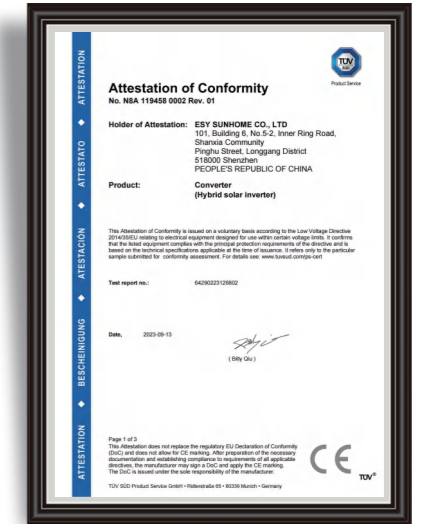 TÜV
SÜD
Product Service
Attestation of Conformity
No. N8A 119458 0002 Rev. 01
Holder of Attestation: ESY SUNHOME CO., LTD
101, Building 6, No.5-2, Inner Ring Road,
Shanxia Community
Pinghu Street, Longgang District
518000 Shenzhen
PEOPLE'S REPUBLIC OF CHINA
Product: Converter
(Hybrid solar inverter)
This Attestation of Conformity is issued on a voluntary basis according to the Low Voltage Directive
2014/35/EU relating to electrical equipment designed for use within certain voltage limits. It confirms
that the listed equipment complies with the principal protection requirements of the directive and is
based on the technical specifications applicable at the time of issuance. It refers only to the particular
sample submitted for conformity assessment. For details see: www.tuvsud.com/ps-cert
Test report no.: 64290223126602
Date, 2023-09-13
( Billy Qiu )
Page 1 of 3
This Attestation does not replace the regulatory EU Declaration of Conformity
(DoC) and does not allow for CE marking. After preparation of the necessary
documentation and establishing compliance to requirements of all applicable
directives, the manufacturer may sign a DoC and apply the CE marking.
The DoC is issued under the sole responsibility of the manufacturer.
CE
TÜV®
TÜV SÜD Product Service GmbH • Ridlerstraße 65 • 80339 Munich • Germany
ATTESTATION ◆ BESCHEINIGUNG ◆ ATESTACIÓN ◆ ATTESTATO ◆ ATTESTATION